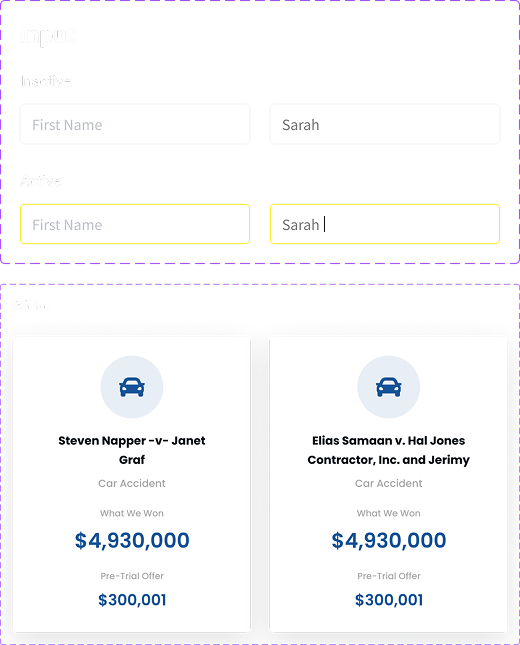 Input
Inactive
First Name
Sarah
Active
First Name
Sarah
Steven Napper -v- Janet
Graf
Car Accident
What We Won
$4,930,000
Pre-Trial Offer
$300,001
Elias Samaan v. Hal Jones
Contractor, Inc. and Jerimy
Car Accident
What We Won
$4,930,000
Pre-Trial Offer
$300,001